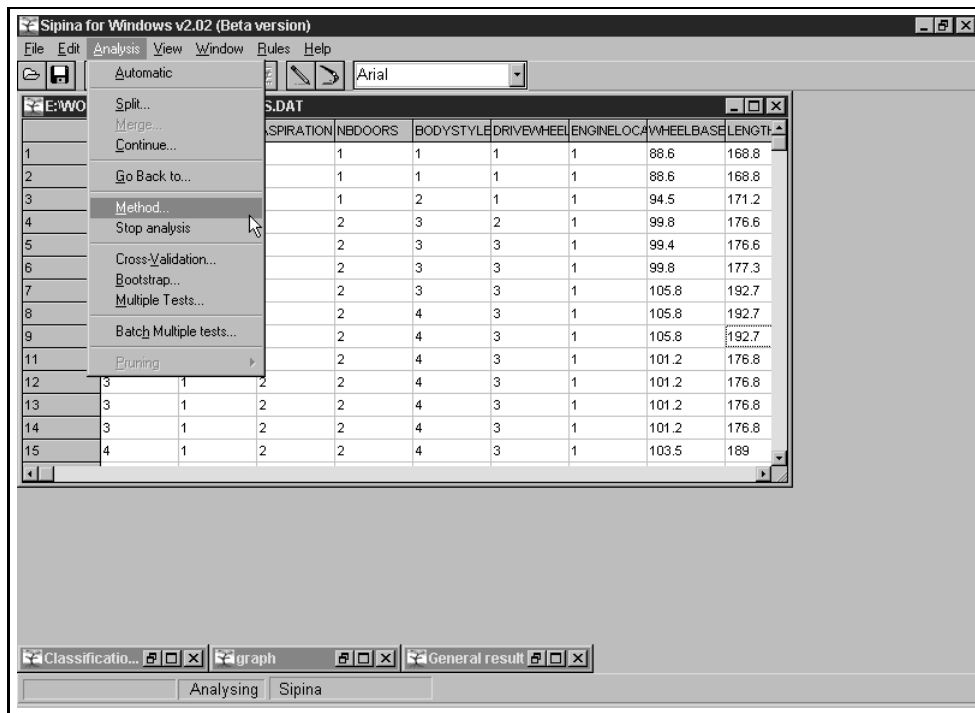 Sipina for Windows v2.02 (Beta version)
File Edit Analysis View Window Rules Help
Arial
Automatic
Split...
Merge...
Continue...
Go Back to...
Method...
Stop analysis
Cross-Validation...
Bootstrap...
Multiple Tests...
Batch Multiple tests...
Pruning
E:\WO S.DAT
ASPIRATION NBDOORS BODYSTYLE DRIVEWHEEL ENGINELOCA WHEELBASE LENGTH
1 1 1 1 1 88.6 168.8
2 1 1 1 1 88.6 168.8
3 1 2 1 1 94.5 171.2
4 2 3 2 1 99.8 176.6
5 2 3 3 1 99.4 176.6
6 2 3 3 1 99.8 177.3
7 2 3 3 1 105.8 192.7
8 2 4 3 1 105.8 192.7
9 2 4 3 1 105.8 192.7
11 2 4 3 1 101.2 176.8
12 3 1 2 2 4 3 1 101.2 176.8
13 3 1 2 2 4 3 1 101.2 176.8
14 3 1 2 2 4 3 1 101.2 176.8
15 4 1 2 2 4 3 1 103.5 189
Classificatio... graph General result
Analysing Sipina